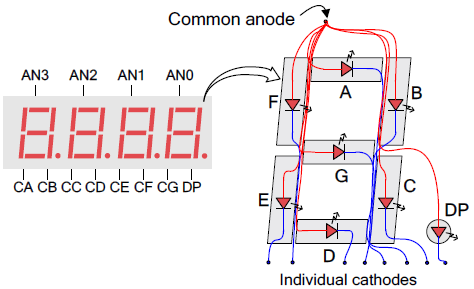 Common anode
AN3 AN2 AN1 AN0
CA CB CC CD CE CF CG DP
A
F
B
G
E
C
DP
D
Individual cathodes